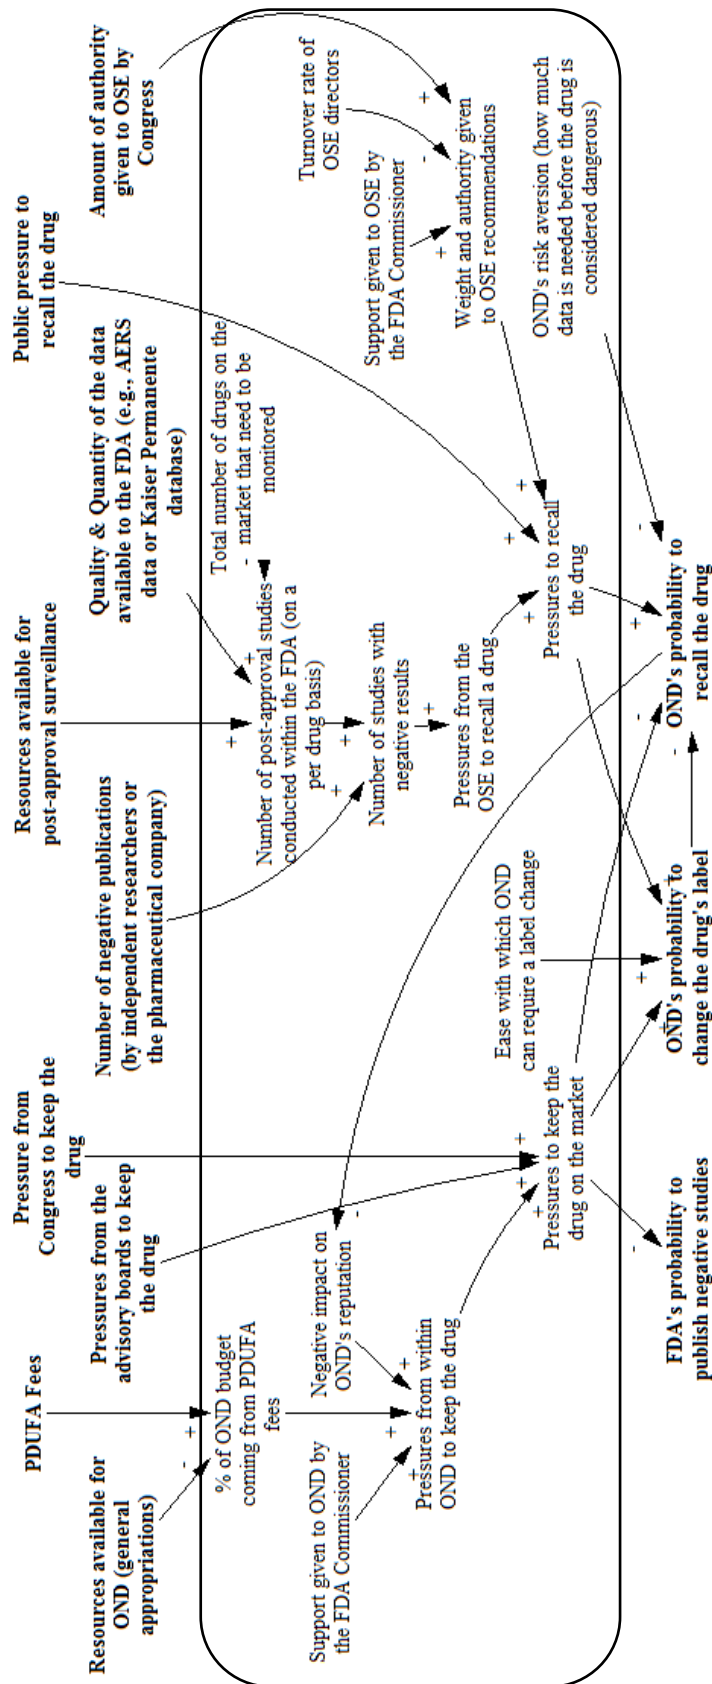 PDUFA Fees
Pressure from
Congress to keep the
drug
Resources available for
post-approval surveillance
Public pressure to
recall the drug
Resources available for
OND (general
appropriations)
Pressures from the
advisory boards to keep
the drug
Number of negative publications
(by independent researchers or
the pharmaceutical company)
Quality & Quantity of the data
available to the FDA (e.g., AERS
data or Kaiser Permanente
database)
Amount of authority
given to OSE by
Congress
-
+
% of OND budget
coming from PDUFA
fees
+
+
Number of post-approval studies
conducted within the FDA (on a
per drug basis)
-
Total number of drugs on the
market that need to be
monitored
Turnover rate of
OSE directors
Support given to OND by
the FDA Commissioner
Negative impact on
OND's reputation
-
+
+
Number of studies with
negative results
Support given to OSE by
the FDA Commissioner
+
+
+
Pressures from within
OND to keep the drug
+
Pressures from the
OSE to recall a drug
+
-
+
Weight and authority given
to OSE recommendations
Ease with which OND
can require a label change
OND's risk aversion (how much
data is needed before the drug is
considered dangerous)
+
+
+
Pressures to keep the
drug on the market
+
+
+
+
Pressures to recall
the drug
-
+
+
+
-
-
+
-
FDA's probability to
publish negative studies
OND's probability to
change the drug's label
OND's probability to
recall the drug